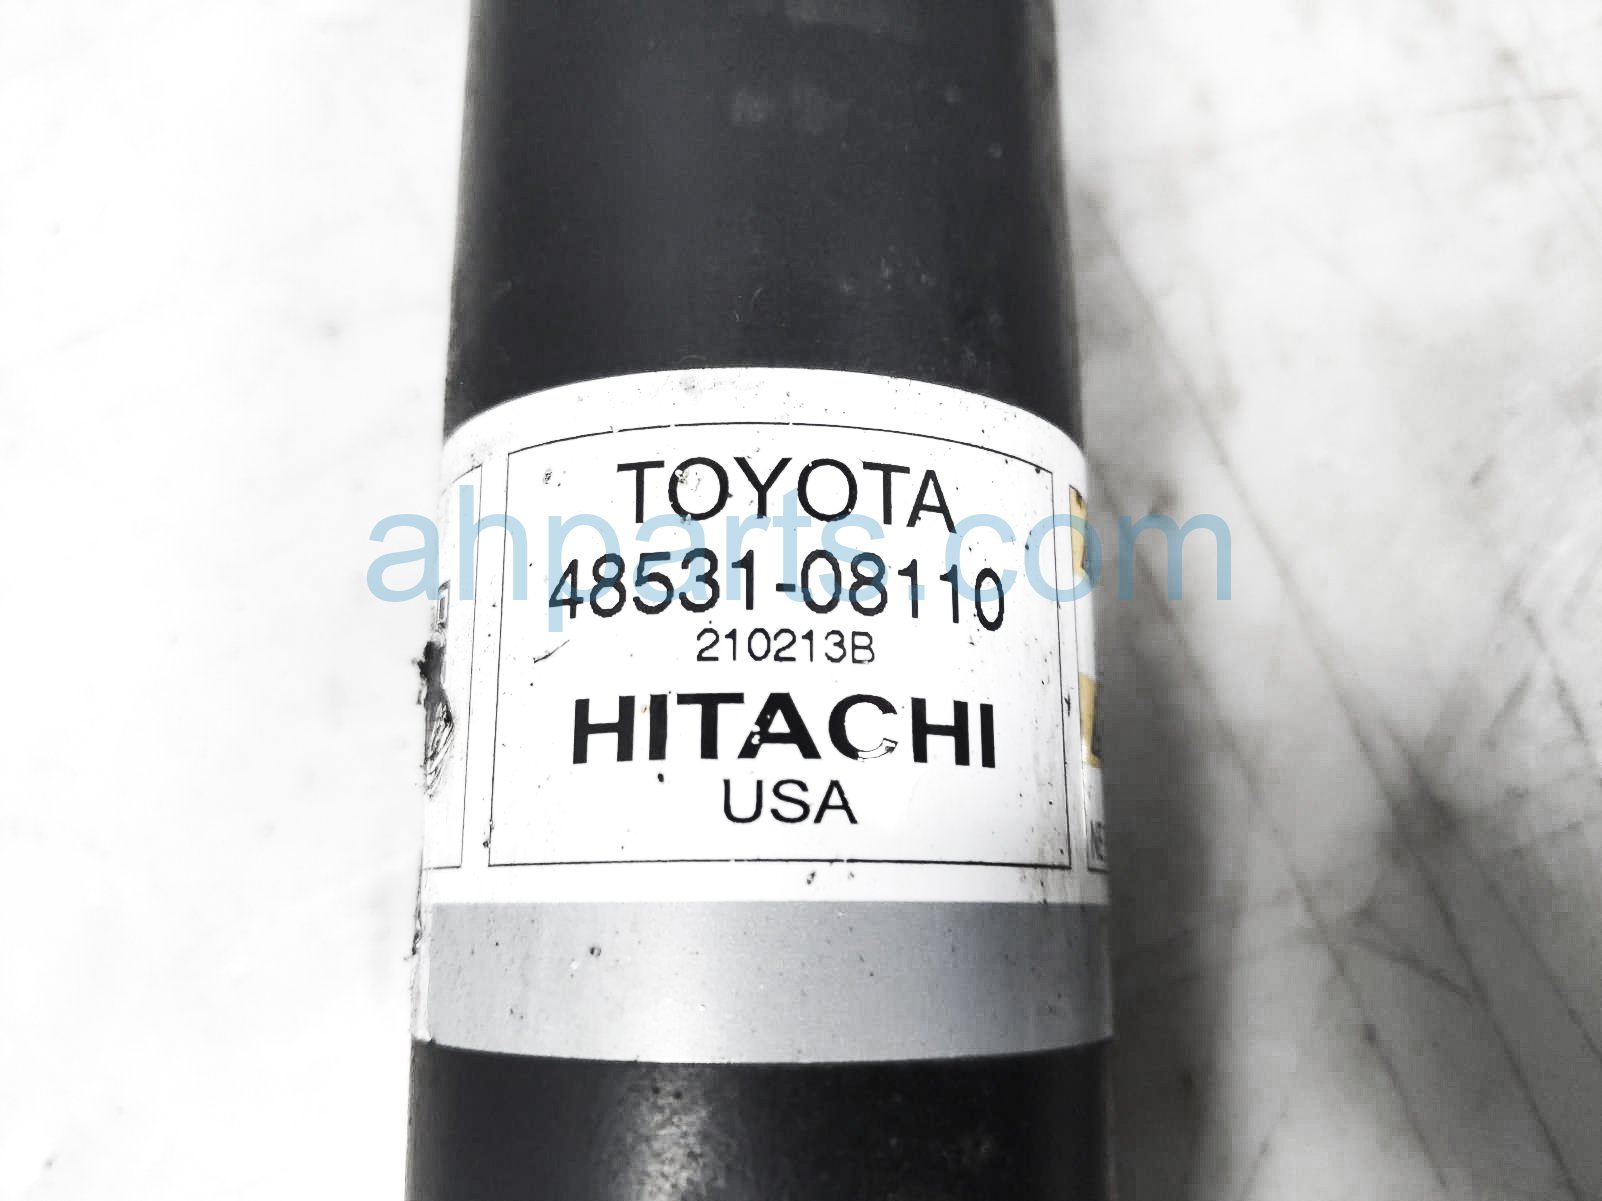 TOYOTA
48531-08110
210213B
HITACHI
USA
ahparts.com